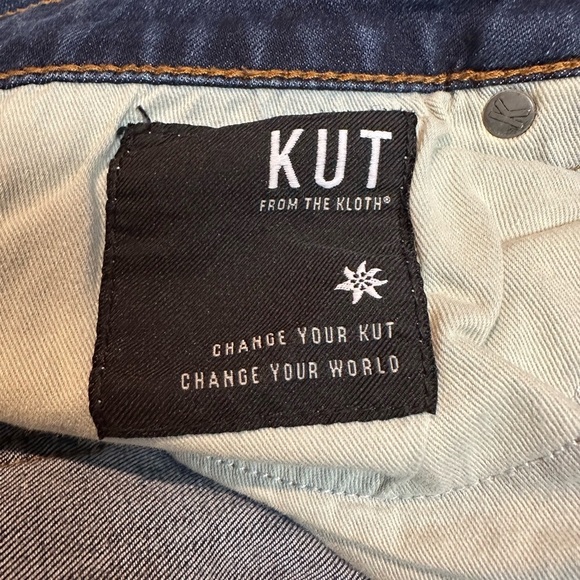 KUT
FROM THE KLOTH®
CHANGE YOUR KUT
CHANGE YOUR WORLD
K